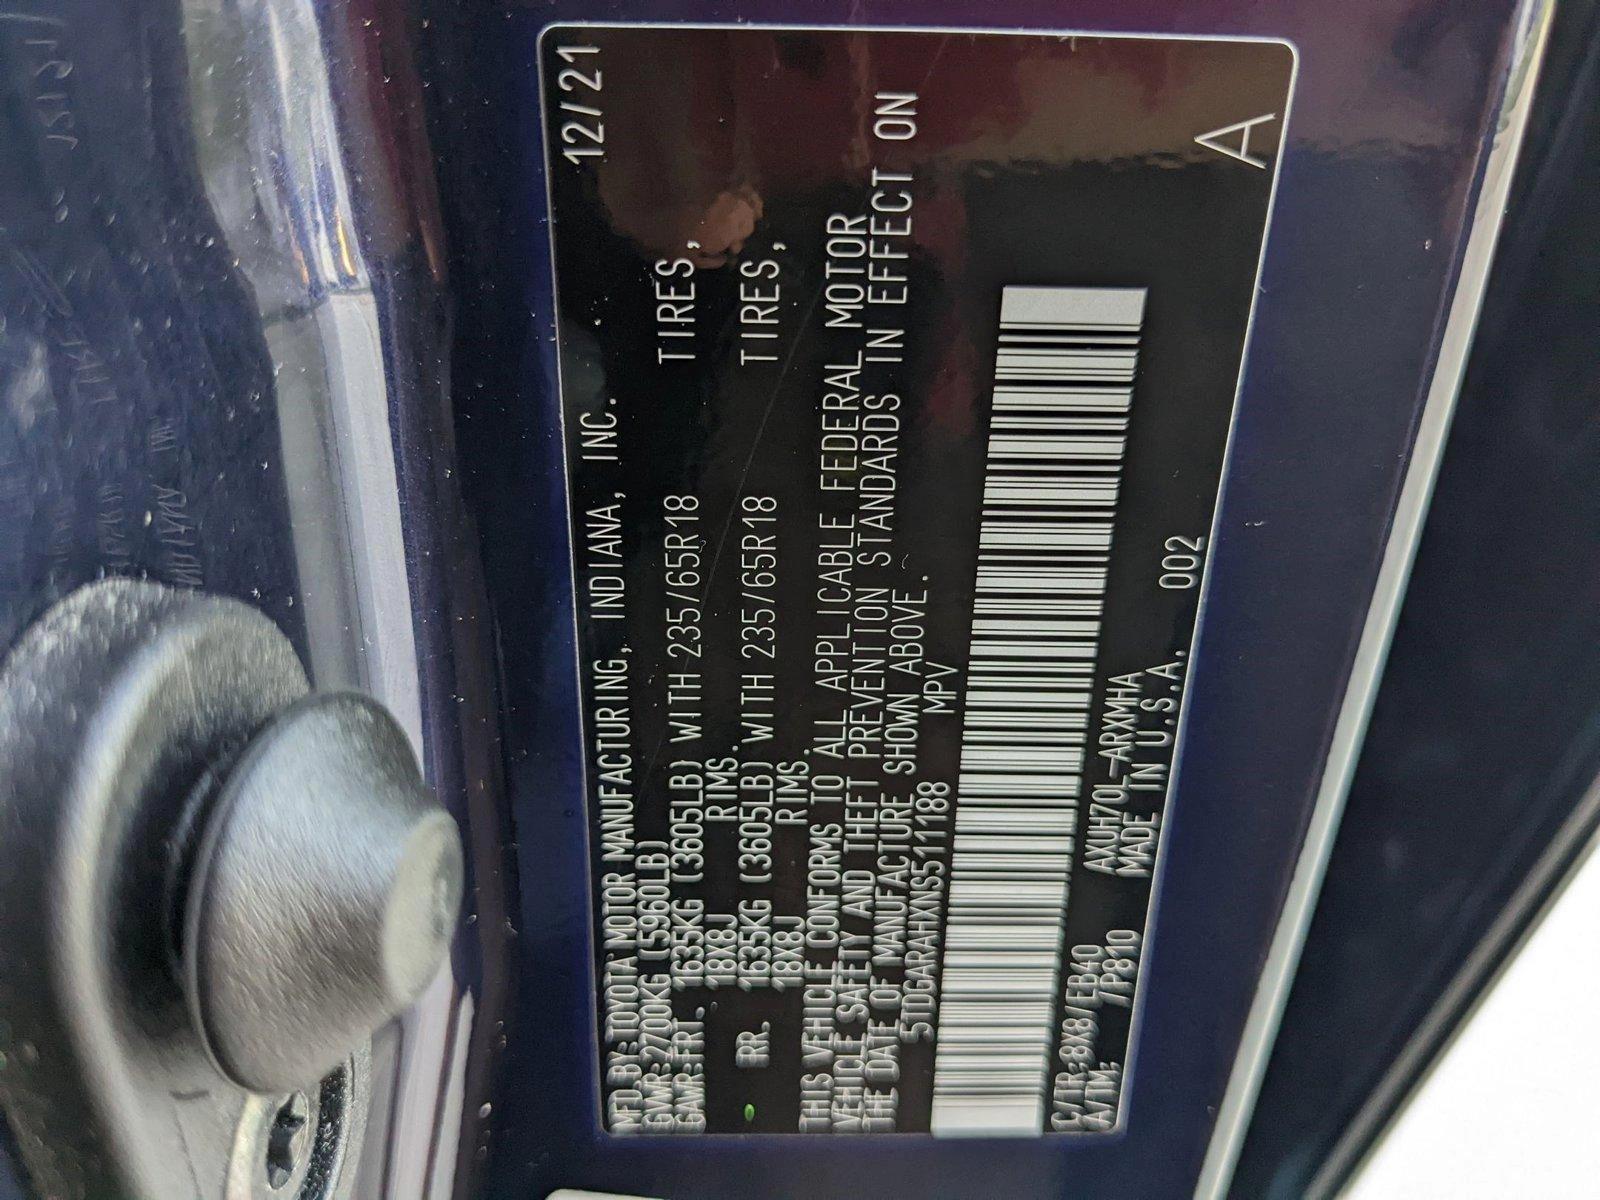 MFD.BY:TOYOTA MOTOR MANUFACTURING, INDIANA, INC. 12/21
GVWR:2700KG (5960LB)
GAWR:FRT. 1635KG (3605LB) WITH 235/65R18 TIRES,
18X8J RIMS.
RR. 1635KG (3605LB) WITH 235/65R18 TIRES,
18X8J RIMS.
THIS VEHICLE CONFORMS TO ALL APPLICABLE FEDERAL MOTOR
VEHICLE SAFETY AND THEFT PREVENTION STANDARDS IN EFFECT ON
THE DATE OF MANUFACTURE SHOWN ABOVE.
5TDGARAHXNS511188 MPV
C/TR:8X8/EB40 AXUH70L-ARXMHA
A/TM: /P810 MADE IN U.S.A. 002
A